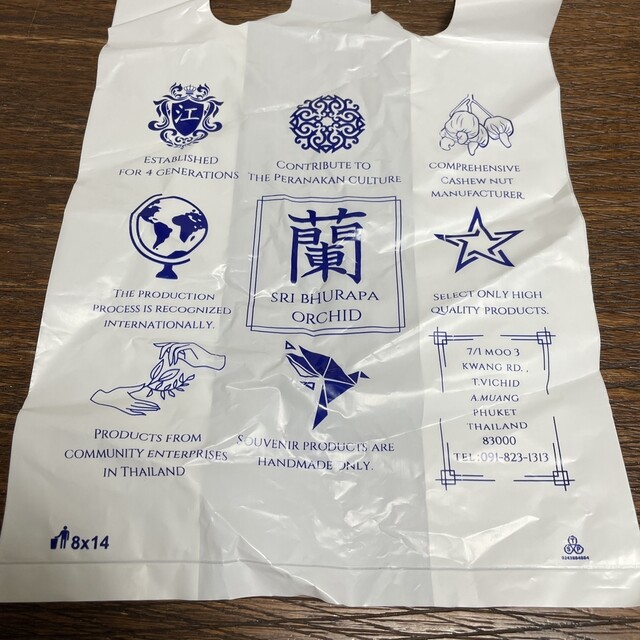 江
ESTABLISHED
FOR 4 GENERATIONS
CONTRIBUTE TO
THE PERANAKAN CULTURE
COMPREHENSIVE
CASHEW NUT
MANUFACTURER.
THE PRODUCTION
PROCESS IS RECOGNIZED
INTERNATIONALLY.
蘭
SRI BHURAPA
ORCHID
SELECT ONLY HIGH
QUALITY PRODUCTS.
PRODUCTS FROM
COMMUNITY ENTERPRISES
IN THAILAND
SOUVENIR PRODUCTS ARE
HANDMADE ONLY.
7/1 MOO 3
KWANG RD. ,
T.VICHID
A.MUANG
PHUKET
THAILAND
83000
TEL :091-823-1313
8x14